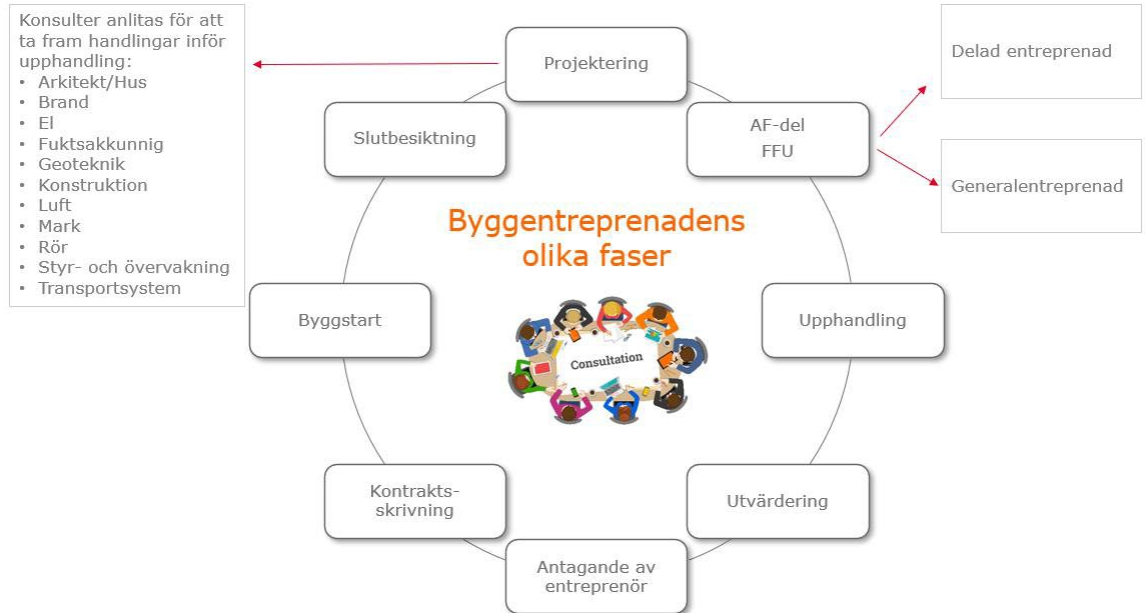 Konsulter anlitas för att
ta fram handlingar inför
upphandling:
• Arkitekt/Hus
• Brand
• El
• Fuktsakkunnig
• Geoteknik
• Konstruktion
• Luft
• Mark
• Rör
• Styr- och övervakning
• Transportsystem
Projektering
AF-del
FFU
Delad entreprenad
Generalentreprenad
Upphandling
Utvärdering
Antagande av
entreprenör
Kontrakts-
skrivning
Byggstart
Slutbesiktning
Byggentreprenadens
olika faser
Consultation